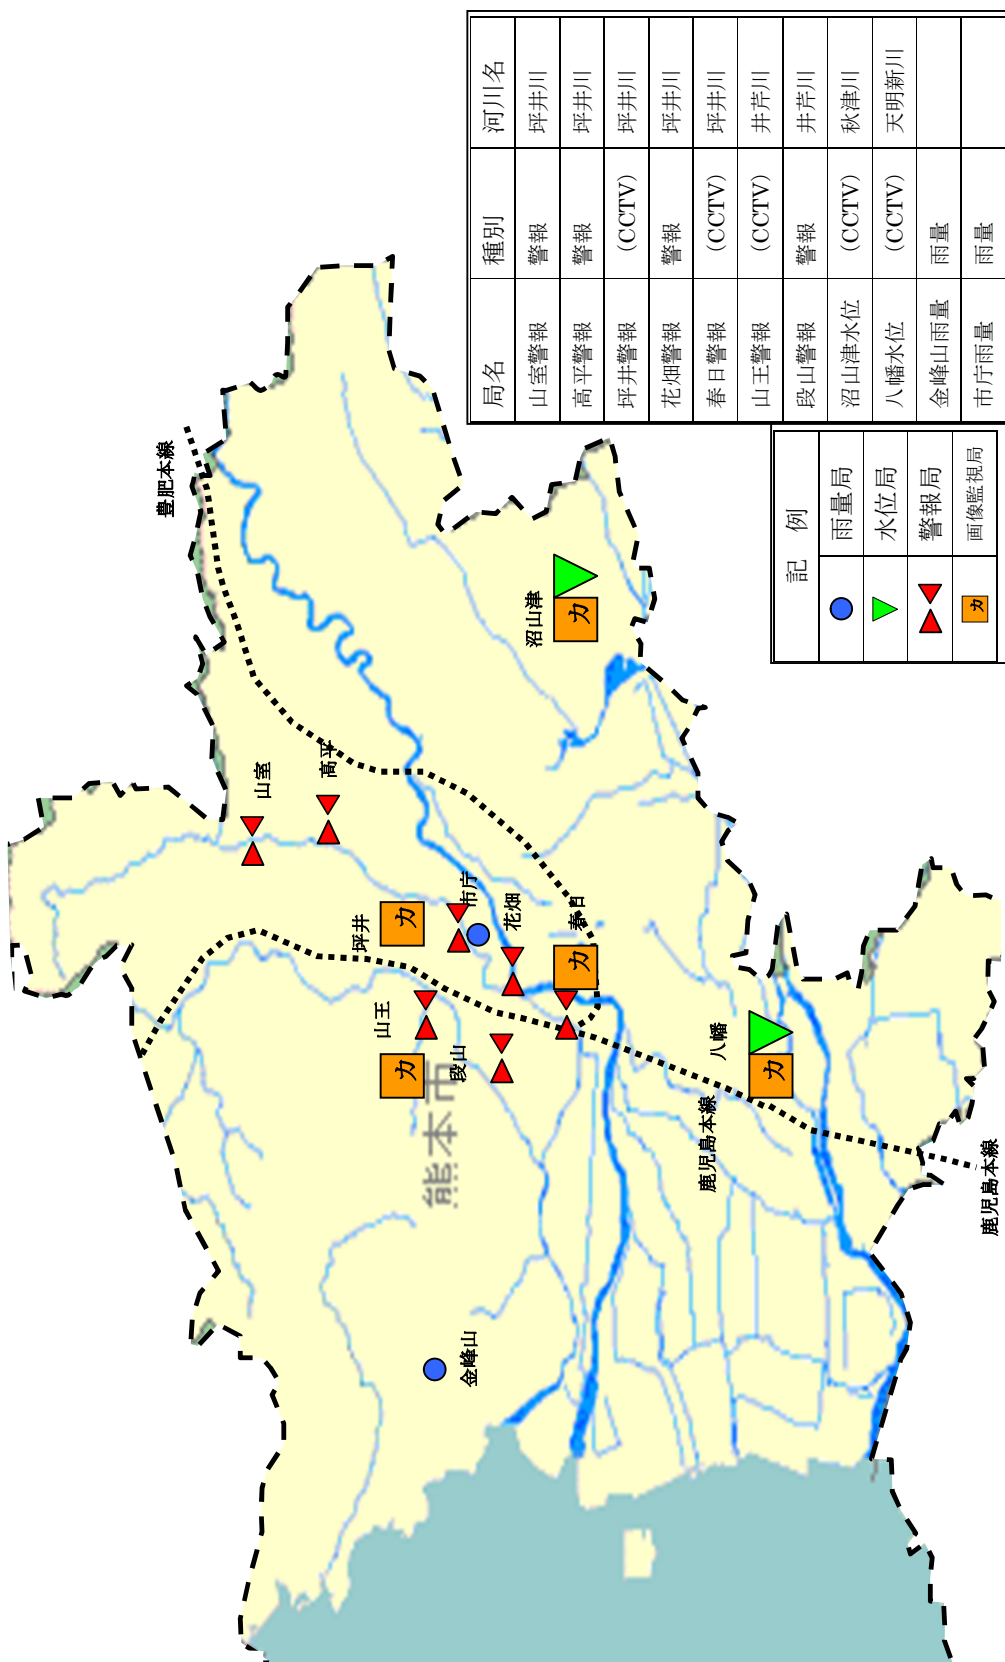 局名 種別 河川名
山室警報 警報 坪井川
高平警報 警報 坪井川
坪井警報 （CCTV） 坪井川
花畑警報 警報 坪井川
春日警報 （CCTV） 坪井川
山王警報 （CCTV） 井芹川
段山警報 警報 井芹川
沼山津水位 （CCTV） 秋津川
八幡水位 （CCTV） 天明新川
金峰山雨量 雨量
市庁雨量 雨量
記 例
雨量局
水位局
警報局
カ 画像監視局
豊肥本線
山室
高平
坪井
カ
市庁
花畑
春日
カ
山王
カ
段山
熊本市
沼山津
カ
八幡
カ
鹿児島本線
鹿児島本線
金峰山